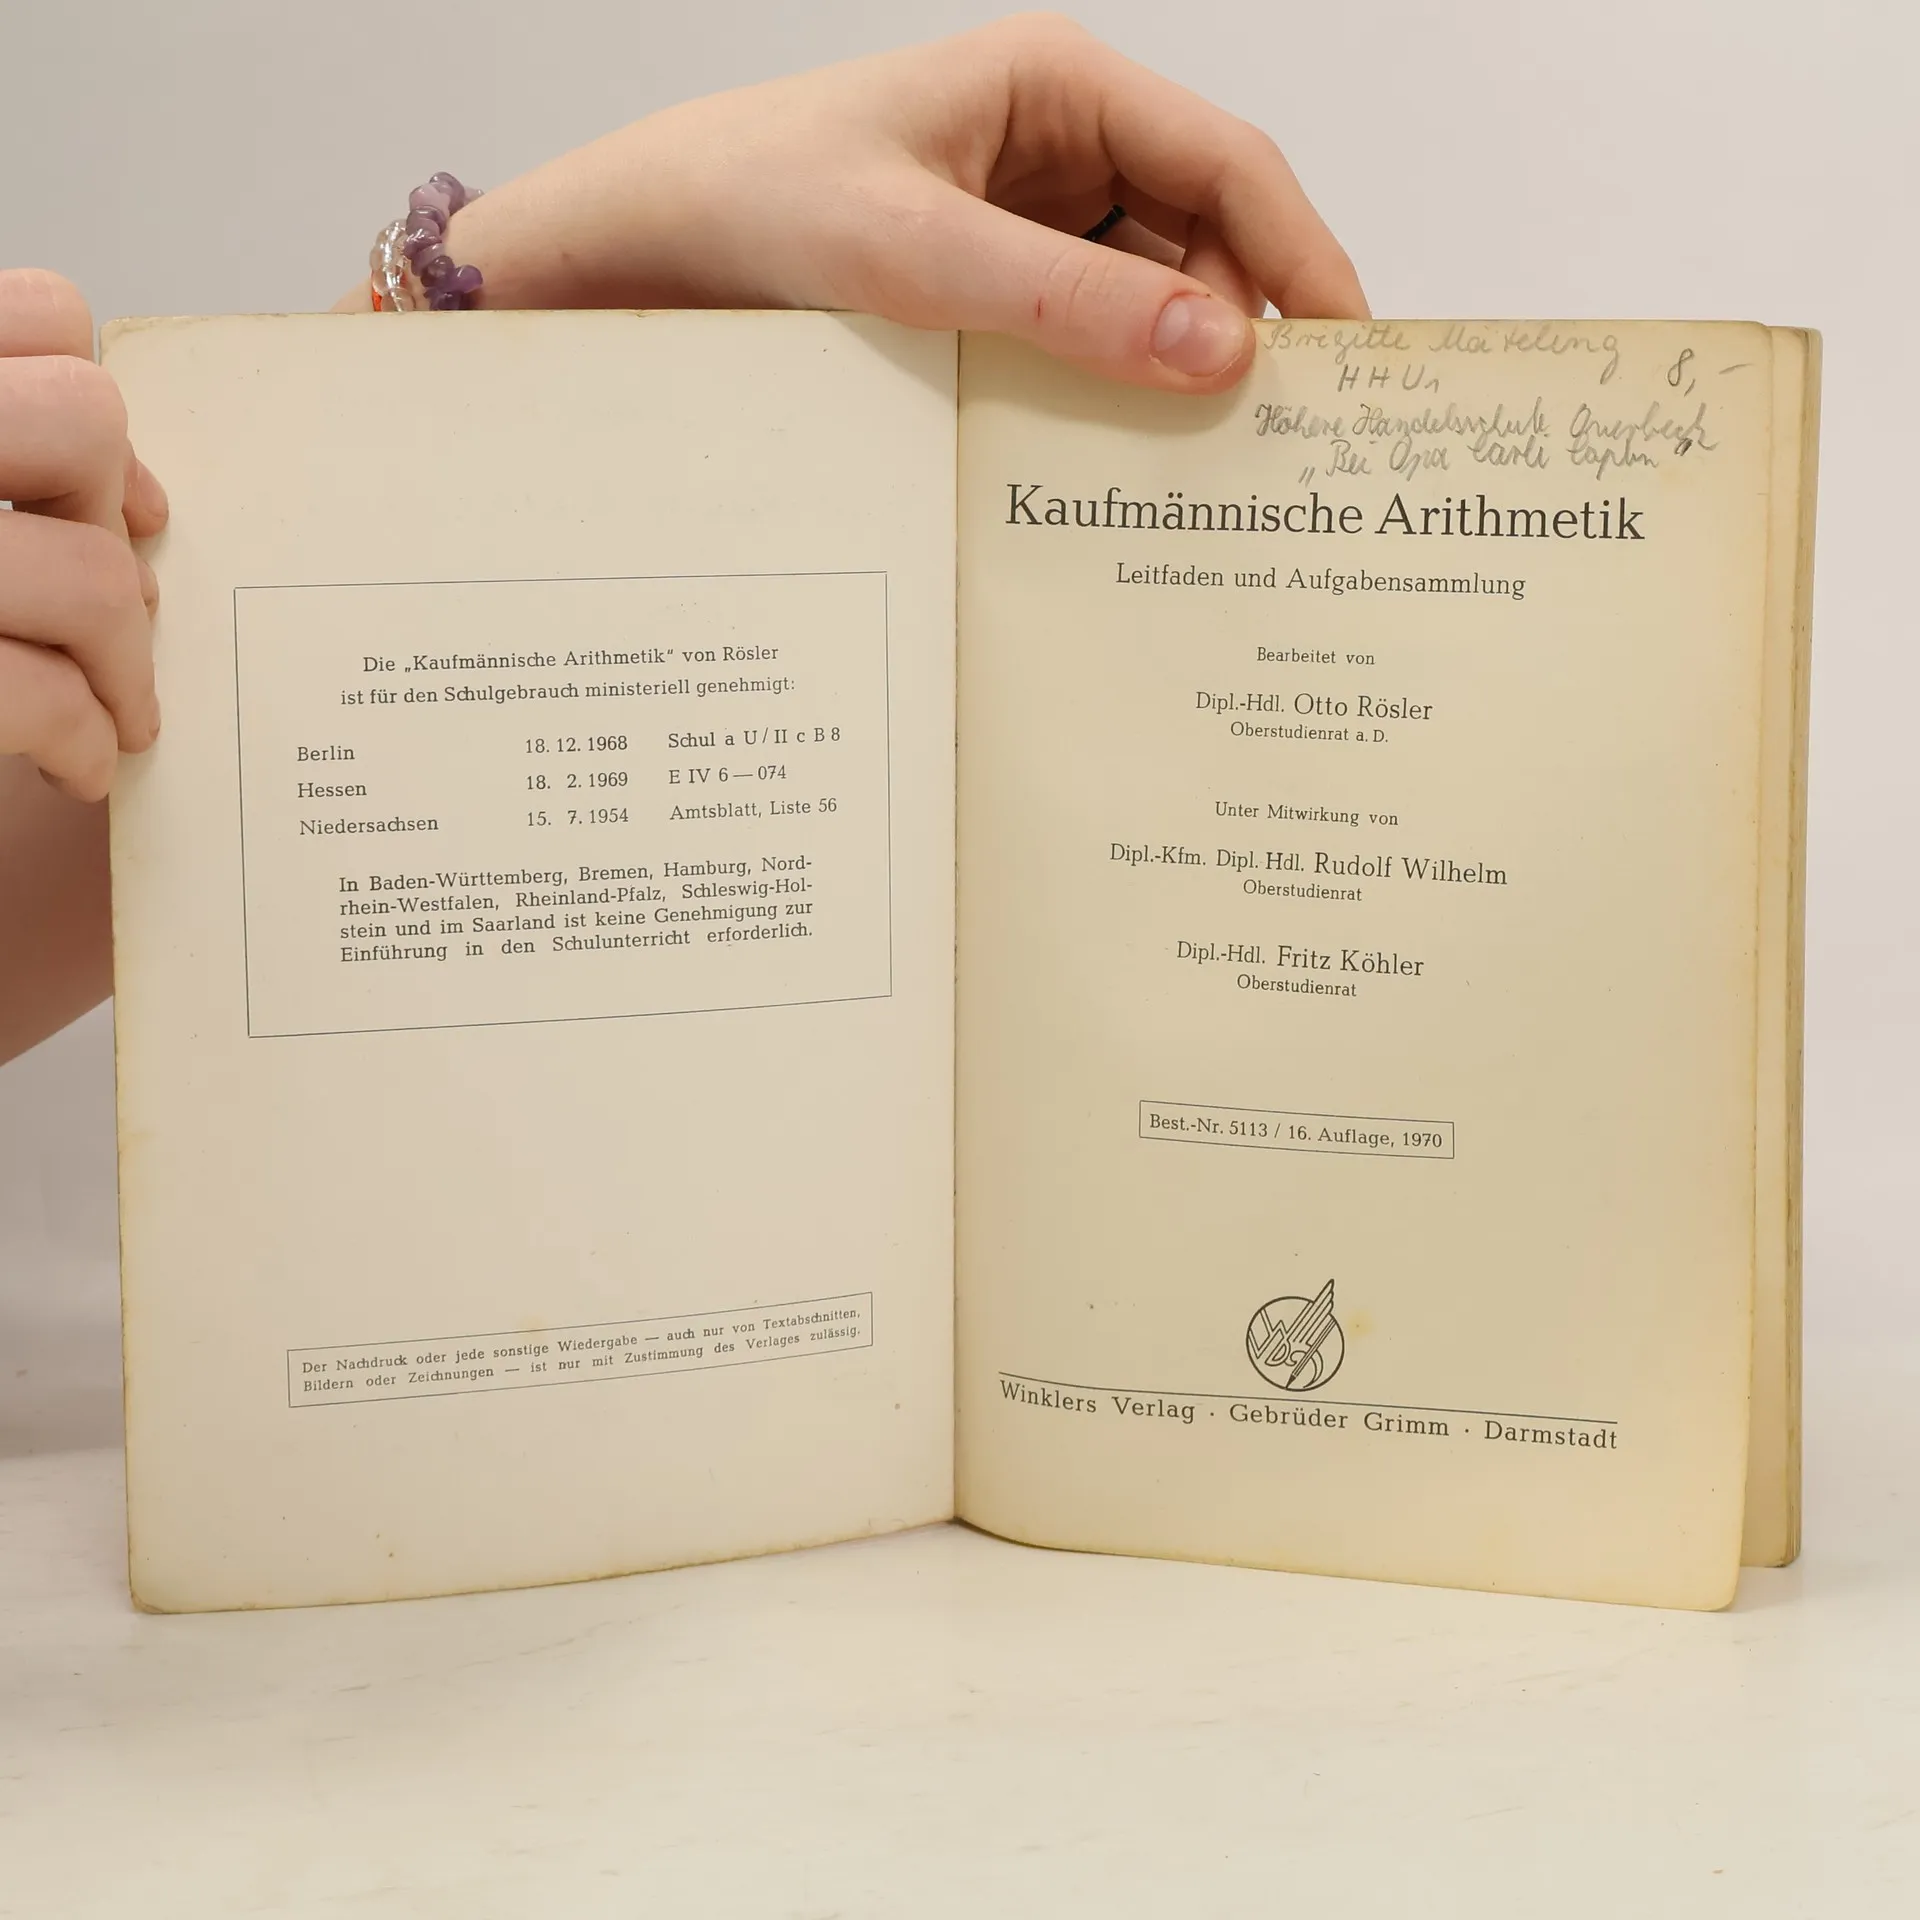 Die „Kaufmännische Arithmetik“ von Rösler
ist für den Schulgebrauch ministeriell genehmigt:
Berlin 18. 12. 1968 Schul a U / II c B 8
Hessen 18. 2. 1969 E IV 6 — 074
Niedersachsen 15. 7. 1954 Amtsblatt, Liste 56
In Baden-Württemberg, Bremen, Hamburg, Nord-
rhein-Westfalen, Rheinland-Pfalz, Schleswig-Hol-
stein und im Saarland ist keine Genehmigung zur
Einführung in den Schulunterricht erforderlich.
Der Nachdruck oder jede sonstige Wiedergabe — auch nur von Textabschnitten,
Bildern oder Zeichnungen — ist nur mit Zustimmung des Verlages zulässig.
Brigitte
8,-
H H U1
Höhere Handelsschule
„Bei Opa Carli
Kaufmännische Arithmetik
Leitfaden und Aufgabensammlung
Bearbeitet von
Dipl.-Hdl. Otto Rösler
Oberstudienrat a. D.
Unter Mitwirkung von
Dipl.-Kfm. Dipl. Hdl. Rudolf Wilhelm
Oberstudienrat
Dipl.-Hdl. Fritz Köhler
Oberstudienrat
Best.-Nr. 5113 / 16. Auflage, 1970
Winklers Verlag · Gebrüder Grimm · Darmstadt